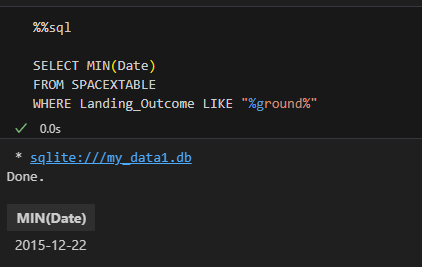 %%sql
SELECT MIN(Date)
FROM SPACEXTABLE
WHERE Landing_Outcome LIKE "%ground%"
0.0s
* sqlite:///my_data1.db
Done.
MIN(Date)
2015-12-22